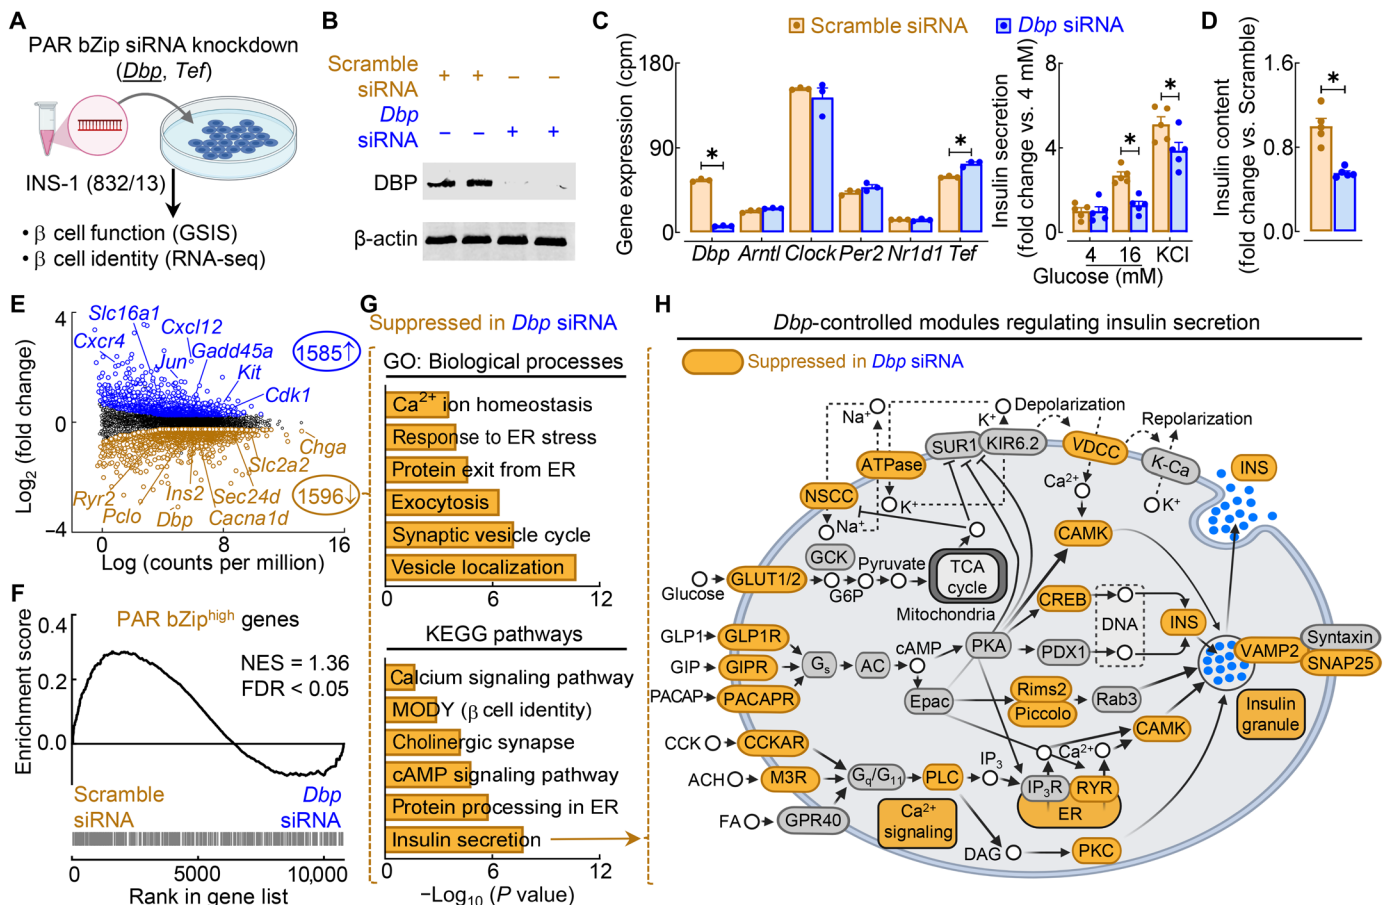 A
PAR bZip siRNA knockdown
(Dbp, Tef)
INS-1 (832/13)
• β cell function (GSIS)
• β cell identity (RNA-seq)
B
Scramble
siRNA
+ + − −
Dbp
siRNA
− − + +
DBP
β-actin
C
Scramble siRNA
Dbp siRNA
Gene expression (cpm)
180
90
0
*
*
Dbp Arntl Clock Per2 Nr1d1 Tef
Insulin secretion
(fold change vs. 4 mM)
8
4
0
*
*
4 16 KCl
Glucose (mM)
D
Insulin content
(fold change vs. Scramble)
1.6
0.8
0.0
*
E
Log2 (fold change)
4
0
−4
Slc16a1
Cxcl12
Cxcr4
Jun
Gadd45a
Kit
Cdk1
1585↑
Chga
Slc2a2
Ryr2
Ins2
Sec24d
Pclo
Dbp
Cacna1d
1596↓
0 8 16
Log (counts per million)
F
Enrichment score
0.4
0.0
PAR bZiphigh genes
NES = 1.36
FDR < 0.05
Scramble
siRNA
Dbp
siRNA
0 5000 10,000
Rank in gene list
G
Suppressed in Dbp siRNA
GO: Biological processes
Ca2+ ion homeostasis
Response to ER stress
Protein exit from ER
Exocytosis
Synaptic vesicle cycle
Vesicle localization
0 6 12
KEGG pathways
Calcium signaling pathway
MODY (β cell identity)
Cholinergic synapse
cAMP signaling pathway
Protein processing in ER
Insulin secretion
0 6 12
−Log10 (P value)
H
Dbp-controlled modules regulating insulin secretion
Suppressed in Dbp siRNA
Na+
K+
Depolarization
Repolarization
SUR1
KIR6.2
VDCC
K-Ca
ATPase
INS
NSCC
K+
Ca2+
K+
Na+
CAMK
GCK
Pyruvate
TCA
cycle
Glucose
GLUT1/2
G6P
Mitochondria
CREB
DNA
INS
GLP1
GLP1R
cAMP
PKA
PDX1
GIP
GIPR
Gs
AC
VAMP2
Syntaxin
SNAP25
PACAP
PACAPR
Epac
Rims2
Piccolo
Rab3
Insulin
granule
CCK
CCKAR
Ca2+
CAMK
ACH
M3R
Gq/G11
PLC
IP3
IP3R
RYR
ER
FA
GPR40
Ca2+
signaling
DAG
PKC